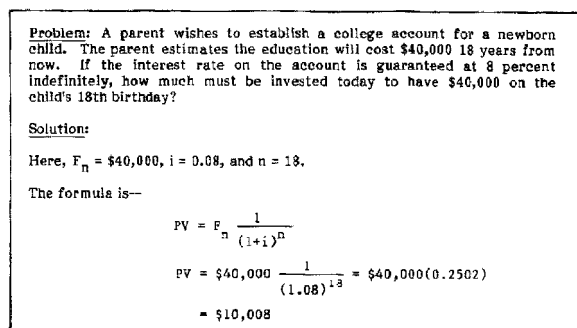 Problem: A parent wishes to establish a college account for a newborn
child. The parent estimates the education will cost $40,000 18 years from
now. If the interest rate on the account is guaranteed at 8 percent
indefinitely, how much must be invested today to have $40,000 on the
child's 18th birthday?
Solution:
Here, Fn = $40,000, i = 0.08, and n = 18.
The formula is--
PV = Fn 1/(1+i)^n
PV = $40,000 1/(1.08)^18 = $40,000(0.2502)
= $10,008